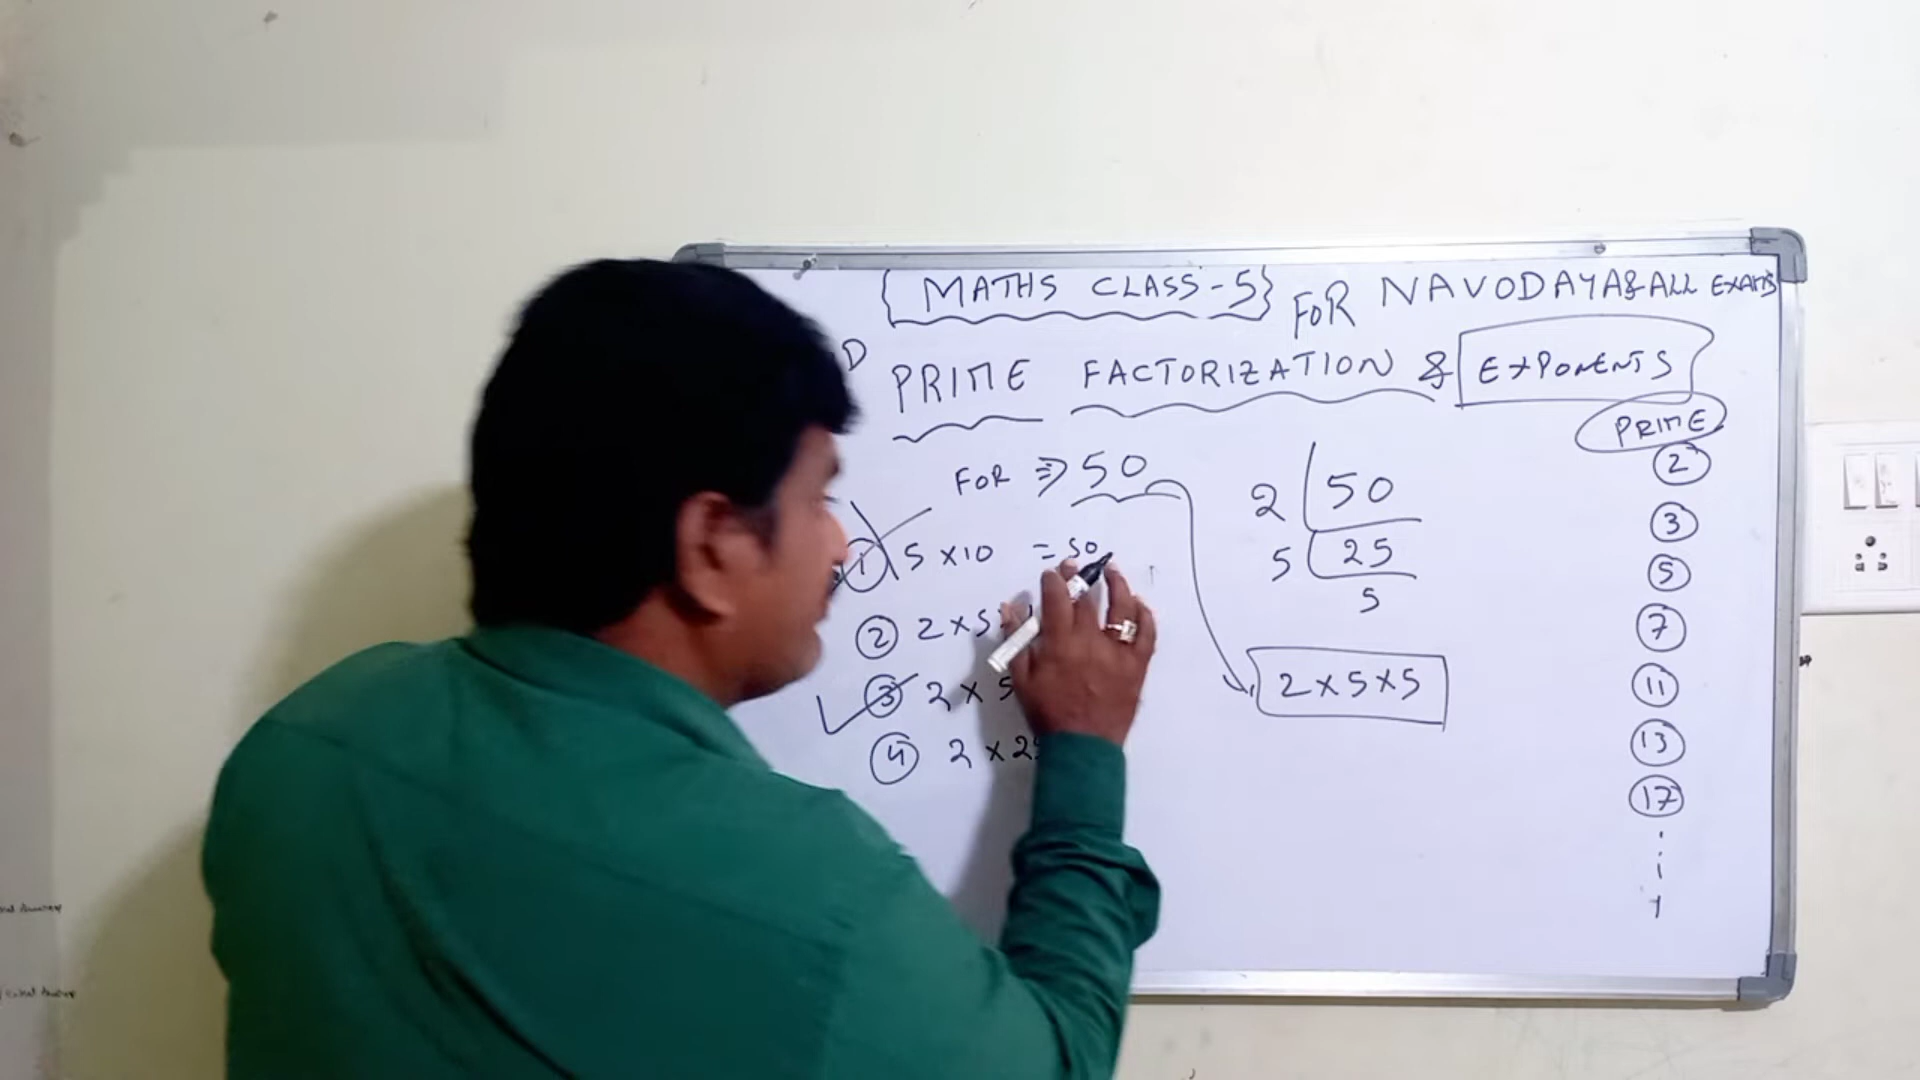 {MATHS CLASS-5} FOR NAVODAYA & ALL EXAMS
PRIME FACTORIZATION & EXPONENTS
PRIME
FOR ⇒ 50
① 5 × 10 = 50
② 2 × 5 ×
③ 2 × 5
④ 2 × 25
2 | 50
5 | 25
5
2 × 5 × 5
②
③
⑤
⑦
⑪
⑬
⑰